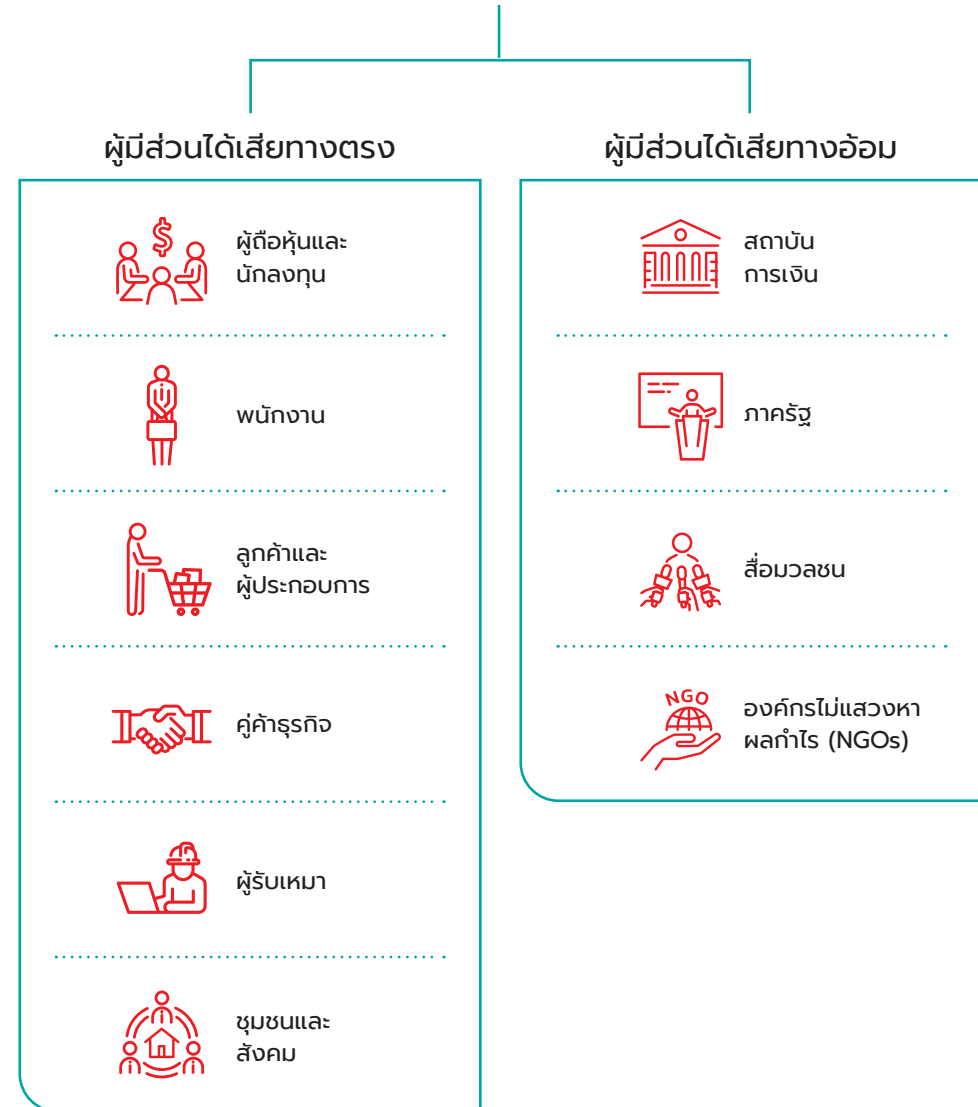 ผู้มีส่วนได้เสียทางตรง
ผู้ถือหุ้นและ
นักลงทุน
พนักงาน
ลูกค้าและ
ผู้ประกอบการ
คู่ค้าธุรกิจ
ผู้รับเหมา
ชุมชนและ
สังคม
ผู้มีส่วนได้เสียทางอ้อม
สถาบัน
การเงิน
ภาครัฐ
สื่อมวลชน
NGO
องค์กรไม่แสวงหา
ผลกำไร (NGOs)